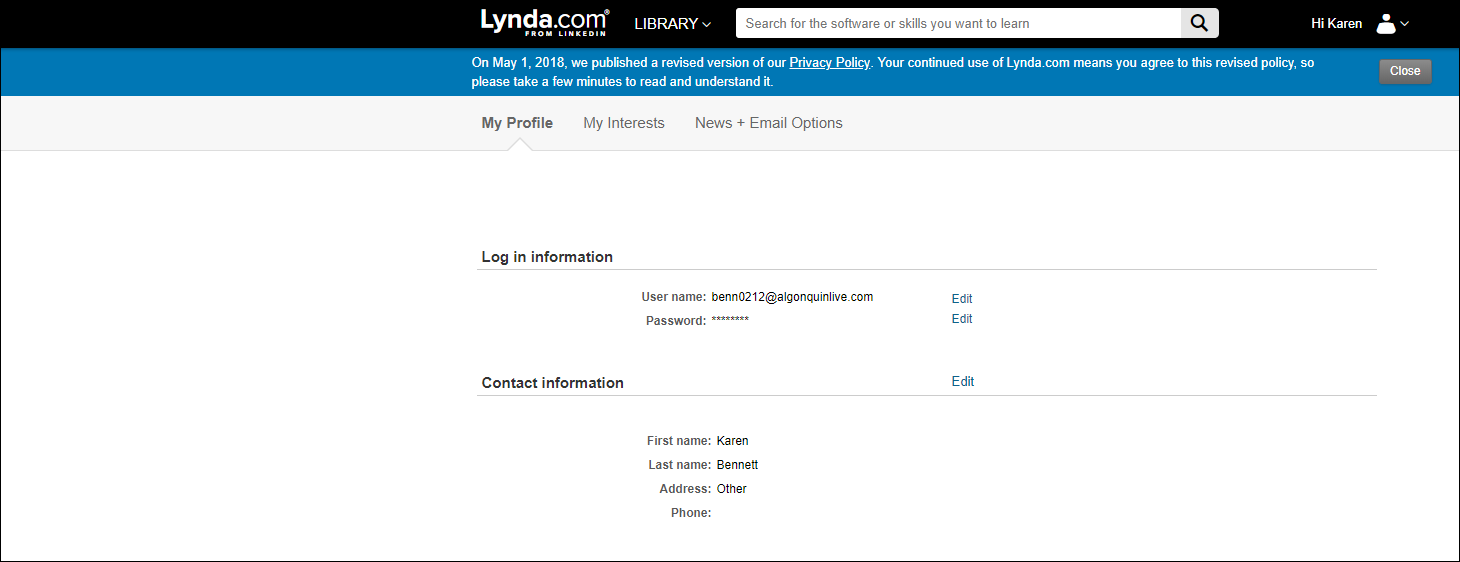 Lynda.com®
FROM LINKEDIN
LIBRARY
Search for the software or skills you want to learn
Hi Karen
On May 1, 2018, we published a revised version of our Privacy Policy. Your continued use of Lynda.com means you agree to this revised policy, so
please take a few minutes to read and understand it.
Close
My Profile My Interests News + Email Options
Log in information
User name: benn0212@algonquinlive.com Edit
Password: ******** Edit
Contact information Edit
First name: Karen
Last name: Bennett
Address: Other
Phone: